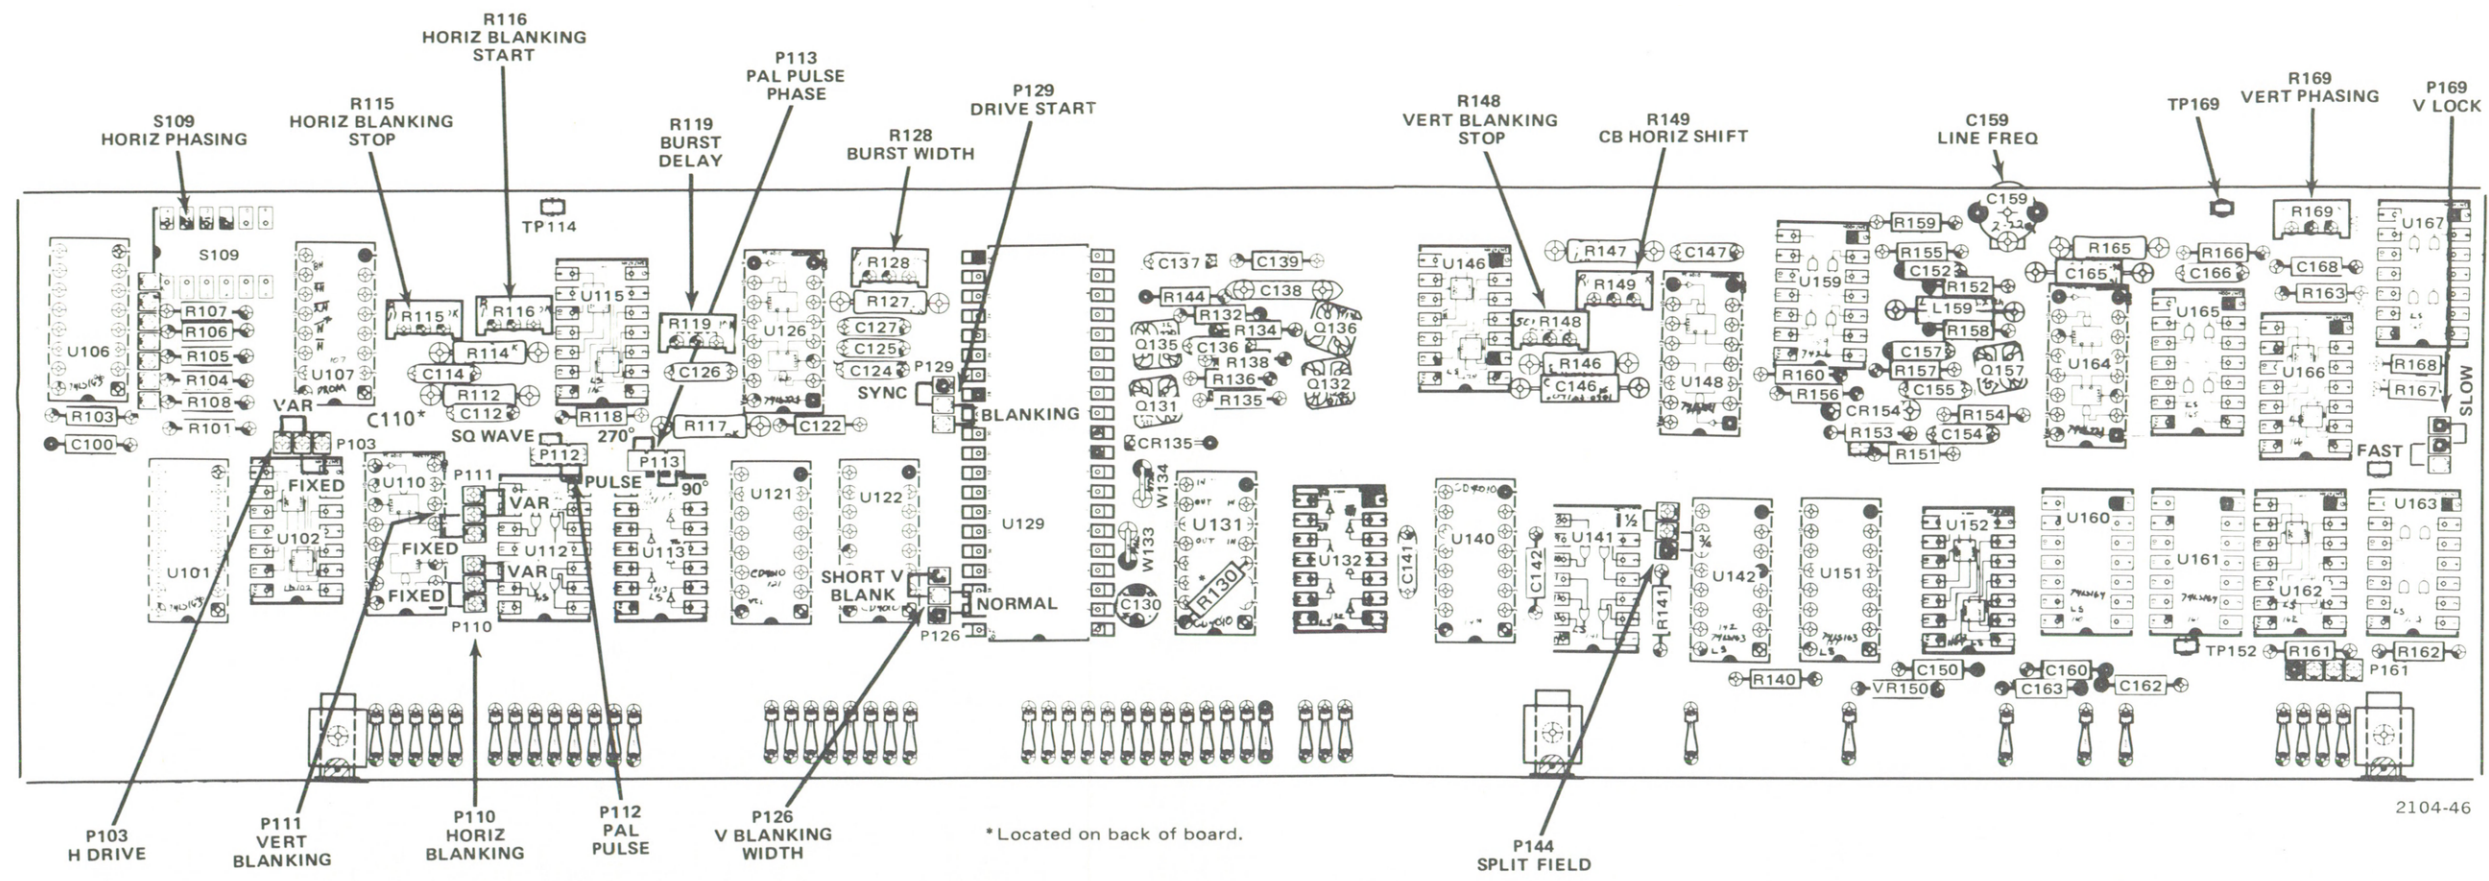 R116
HORIZ BLANKING
START
P113
PAL PULSE
PHASE
P129
DRIVE START
R115
HORIZ BLANKING
STOP
S109
HORIZ PHASING
R119
BURST
DELAY
R128
BURST WIDTH
R148
VERT BLANKING
STOP
R149
CB HORIZ SHIFT
C159
LINE FREQ
TP169
R169
VERT PHASING
P169
V LOCK
TP114
S109
U106
R107
R106
R105
R104
R108
R101
R103
C100
VAR
P103
FIXED
U107
C110*
R115
R116
R114
C114
R112
C112
U115
SQ WAVE
P112
PULSE
R118
270°
P113
90°
R119
C126
R117
U126
C122
R128
R127
C127
C125
C124
P129
SYNC
BLANKING
U129
U101
U102
U110
P111
VAR
FIXED
VAR
FIXED
P110
U112
U113
U121
U122
SHORT V
BLANK
NORMAL
P126
C137
C139
R144
C138
R132
R134
Q135
C136
R138
R136
R135
Q136
Q132
Q131
CR135
W134
W133
C130
U131
R130
U132
C141
U140
C142
U141
1½
¾
R141
U142
U151
R140
U146
R147
C147
R149
R148
R146
C146
U148
U159
R160
R156
R159
R155
C152
R152
L159
R158
C157
R157
C155
Q157
CR154
R154
R153
C154
R151
C159
2-22
R165
C165
U164
R166
C166
U165
R169
C168
R163
U166
U167
R168
R167
SLOW
FAST
U152
U160
U161
U162
U163
TP152
R161
P161
R162
C150
VR150
C160
C163
C162
P103
H DRIVE
P111
VERT
BLANKING
P110
HORIZ
BLANKING
P112
PAL
PULSE
P126
V BLANKING
WIDTH
*Located on back of board.
P144
SPLIT FIELD
2104-46